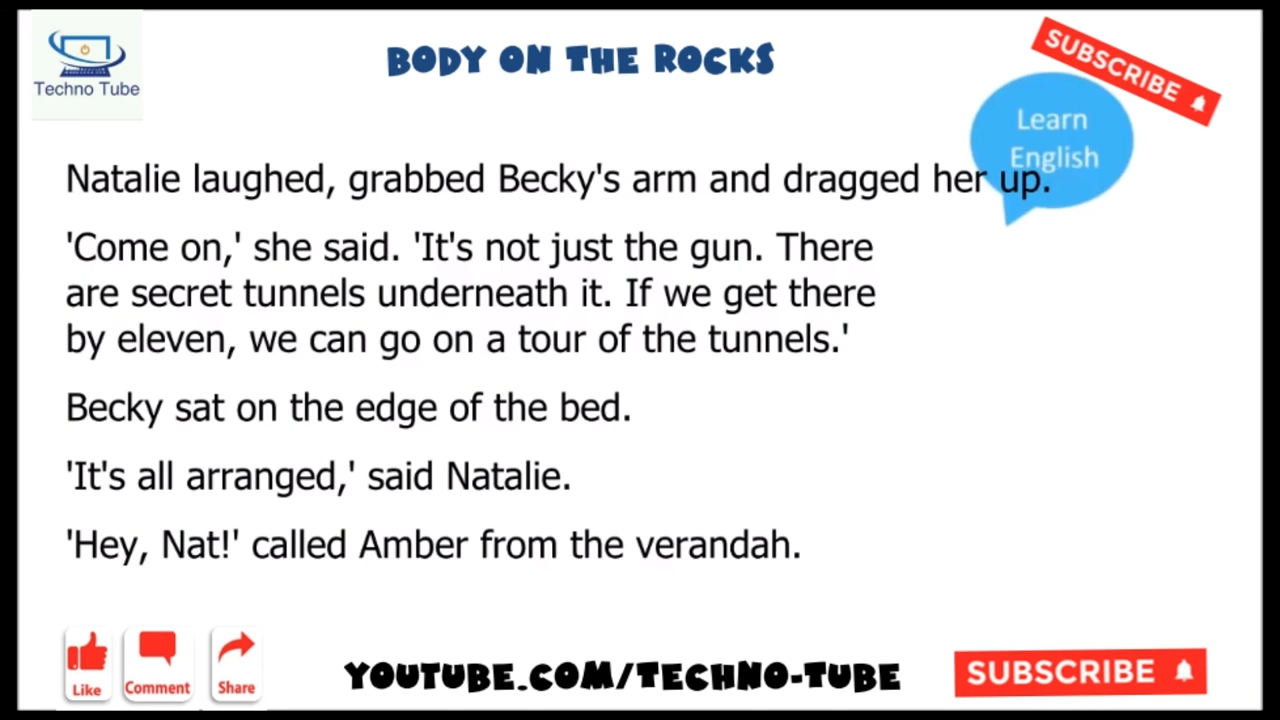 Techno Tube
BODY ON THE ROCKS
SUBSCRIBE
Learn
English
Natalie laughed, grabbed Becky's arm and dragged her up.
'Come on,' she said. 'It's not just the gun. There
are secret tunnels underneath it. If we get there
by eleven, we can go on a tour of the tunnels.'
Becky sat on the edge of the bed.
'It's all arranged,' said Natalie.
'Hey, Nat!' called Amber from the verandah.
Like
Comment
Share
YOUTUBE.COM/TECHNO-TUBE
SUBSCRIBE